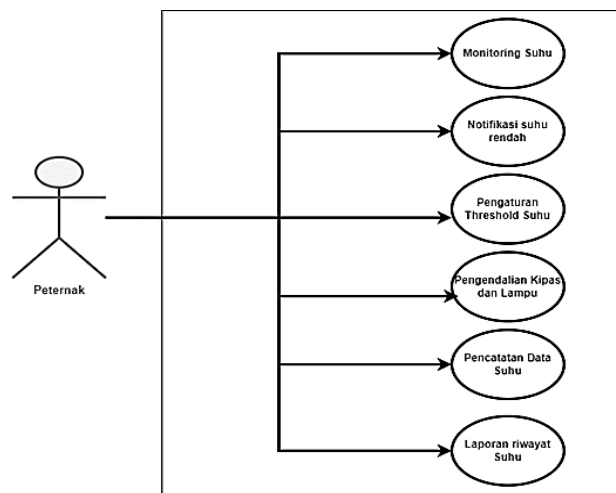 Monitoring Suhu
Notifikasi suhu
rendah
Pengaturan
Threshold Suhu
Pengendalian Kipas
dan Lampu
Peternak
Pencatatan Data
Suhu
Laporan riwayat
Suhu